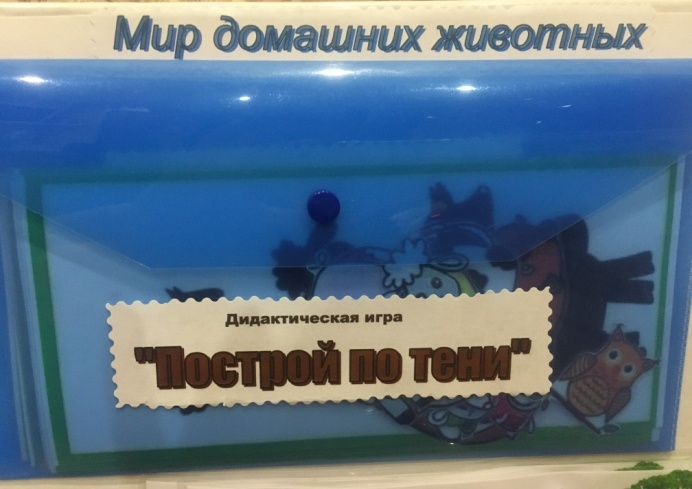 Мир домашних животных
Дидактическая игра
"Построй по тени"